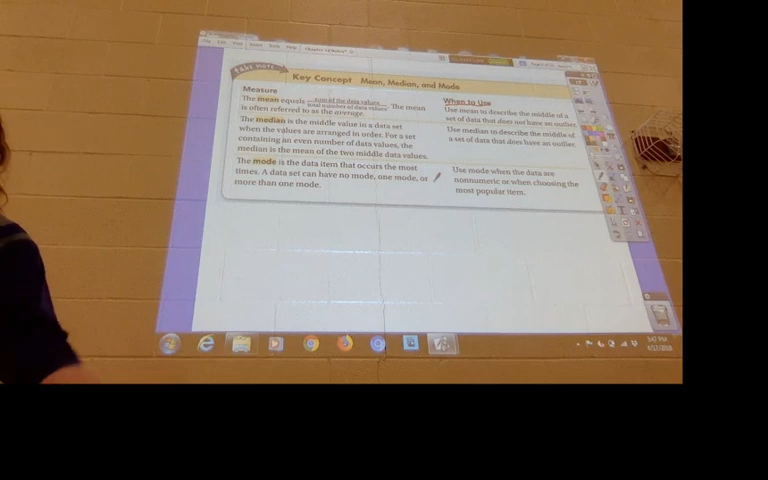 Take Note
Key Concept Mean, Median, and Mode
Measure
The mean equals sum of the data values / total number of data values. The mean
is often referred to as the average.
The median is the middle value in a data set
when the values are arranged in order. For a set
containing an even number of data values, the
median is the mean of the two middle data values.
The mode is the data item that occurs the most
times. A data set can have no mode, one mode, or
more than one mode.
When to Use
Use mean to describe the middle of a
set of data that does not have an outlier.
Use median to describe the middle of
a set of data that does have an outlier.
Use mode when the data are
nonnumeric or when choosing the
most popular item.
3:47 PM